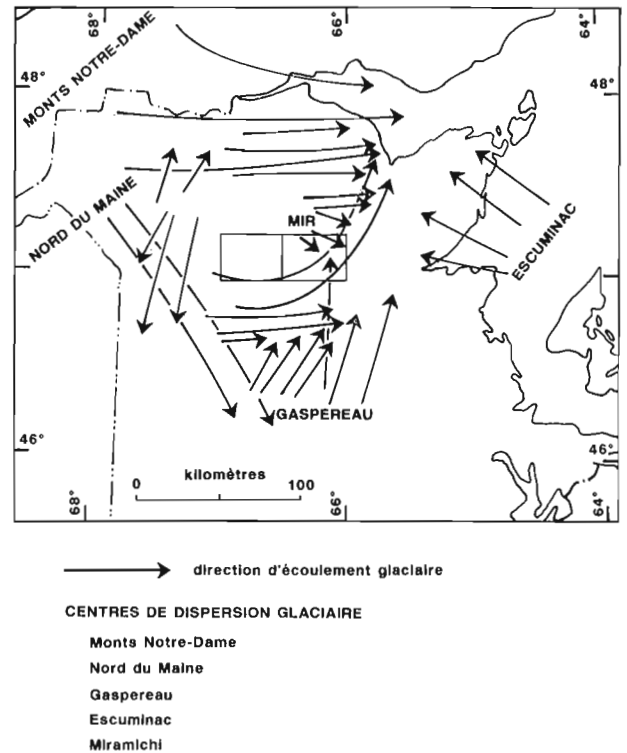 68°
66°
64°
48°
48°
MONTS NOTRE-DAME
NORD DU MAINE
MIR
ESCUMINAC
GASPEREAU
46°
46°
kilomètres
0
100
68°
66°
64°
direction d'écoulement glaciaire
CENTRES DE DISPERSION GLACIAIRE
Monts Notre-Dame
Nord du Maine
Gaspereau
Escuminac
Miramichi